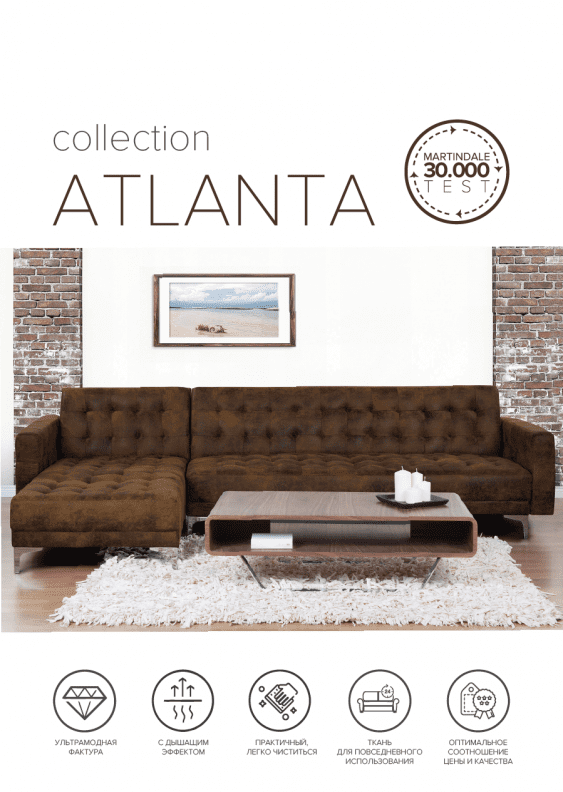 collection
ATLANTA
MARTINDALE
30.000
TEST
УЛЬТРАМОДНАЯ
ФАКТУРА
С ДЫШАЩИМ
ЭФФЕКТОМ
ПРАКТИЧНЫЙ,
ЛЕГКО ЧИСТИТЬСЯ
24
ТКАНЬ
ДЛЯ ПОВСЕДНЕВНОГО
ИСПОЛЬЗОВАНИЯ
ОПТИМАЛЬНОЕ
СООТНОШЕНИЕ
ЦЕНЫ И КАЧЕСТВА